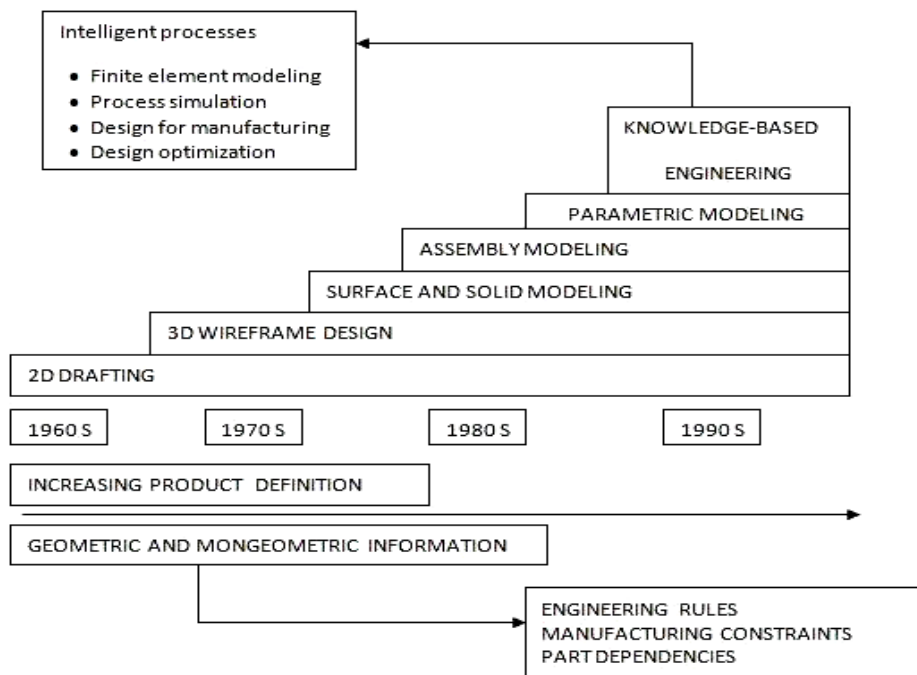 Intelligent processes
• Finite element modeling
• Process simulation
• Design for manufacturing
• Design optimization
KNOWLEDGE-BASED
ENGINEERING
PARAMETRIC MODELING
ASSEMBLY MODELING
SURFACE AND SOLID MODELING
3D WIREFRAME DESIGN
2D DRAFTING
1960 S 1970 S 1980 S 1990 S
INCREASING PRODUCT DEFINITION
GEOMETRIC AND MONGEOMETRIC INFORMATION
ENGINEERING RULES
MANUFACTURING CONSTRAINTS
PART DEPENDENCIES